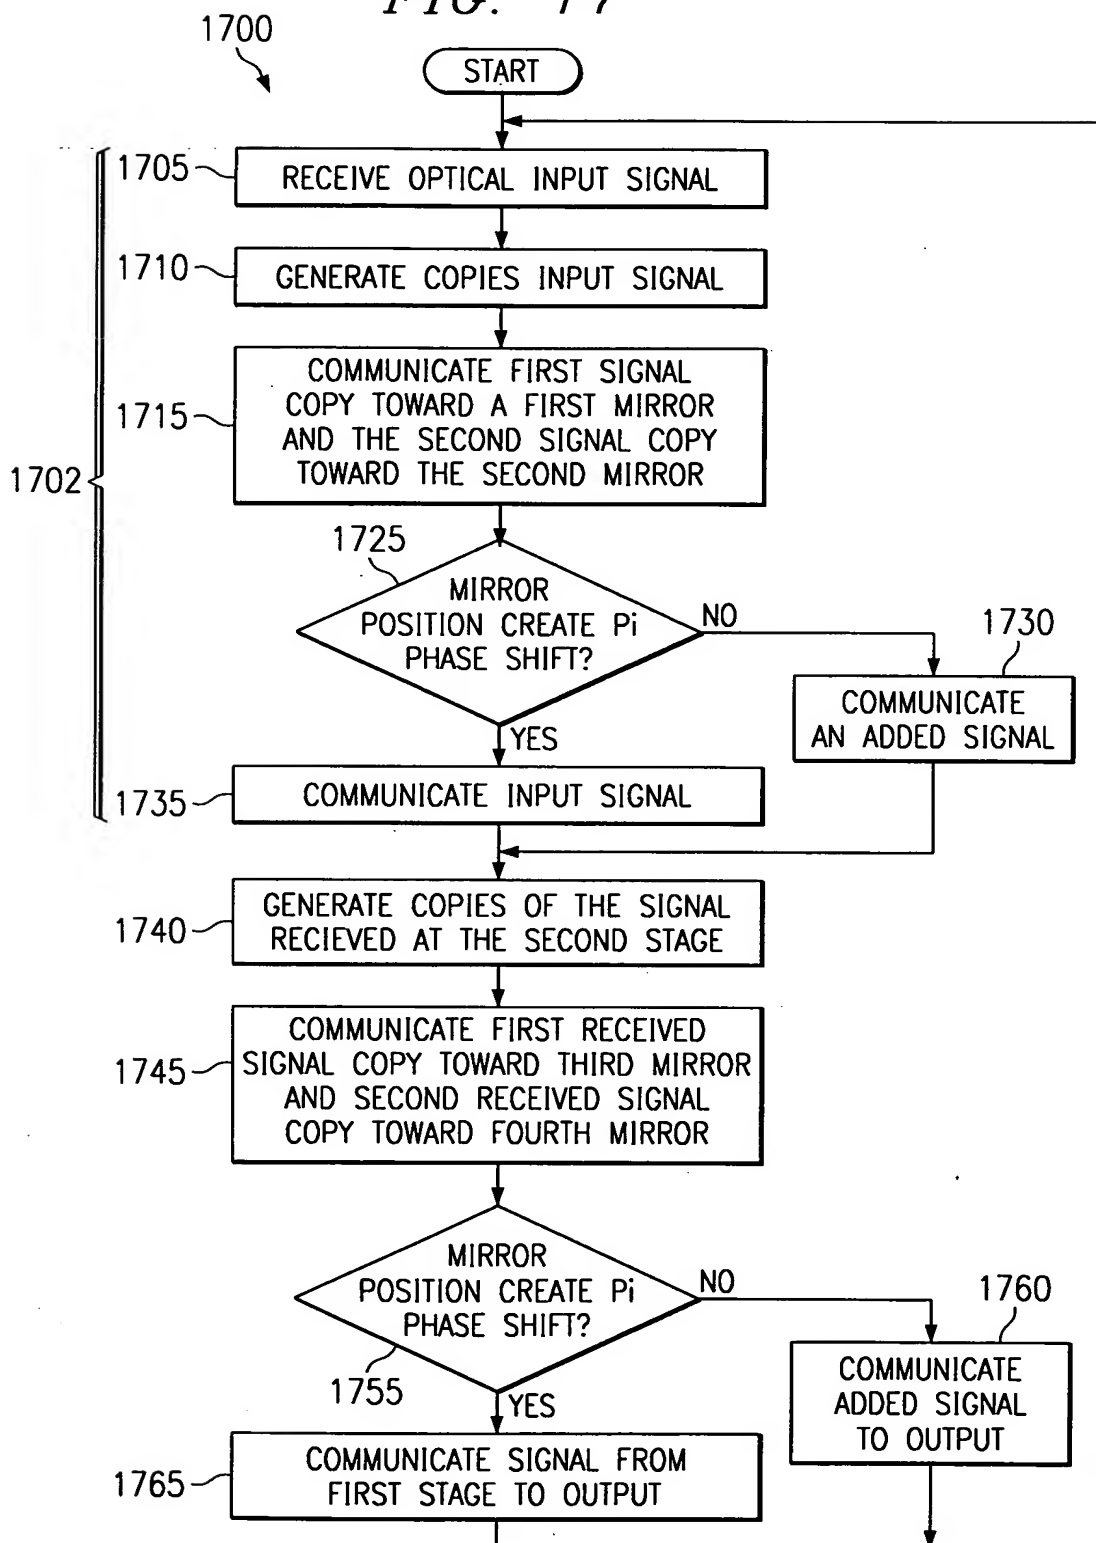 FIG. 17
1700
START
1705
RECEIVE OPTICAL INPUT SIGNAL
1710
GENERATE COPIES INPUT SIGNAL
1715
COMMUNICATE FIRST SIGNAL
COPY TOWARD A FIRST MIRROR
AND THE SECOND SIGNAL COPY
TOWARD THE SECOND MIRROR
1702
1725
MIRROR
POSITION CREATE Pi
PHASE SHIFT?
NO
1730
COMMUNICATE
AN ADDED SIGNAL
YES
1735
COMMUNICATE INPUT SIGNAL
1740
GENERATE COPIES OF THE SIGNAL
RECIEVED AT THE SECOND STAGE
1745
COMMUNICATE FIRST RECEIVED
SIGNAL COPY TOWARD THIRD MIRROR
AND SECOND RECEIVED SIGNAL
COPY TOWARD FOURTH MIRROR
MIRROR
POSITION CREATE Pi
PHASE SHIFT?
1755
NO
1760
COMMUNICATE
ADDED SIGNAL
TO OUTPUT
YES
1765
COMMUNICATE SIGNAL FROM
FIRST STAGE TO OUTPUT